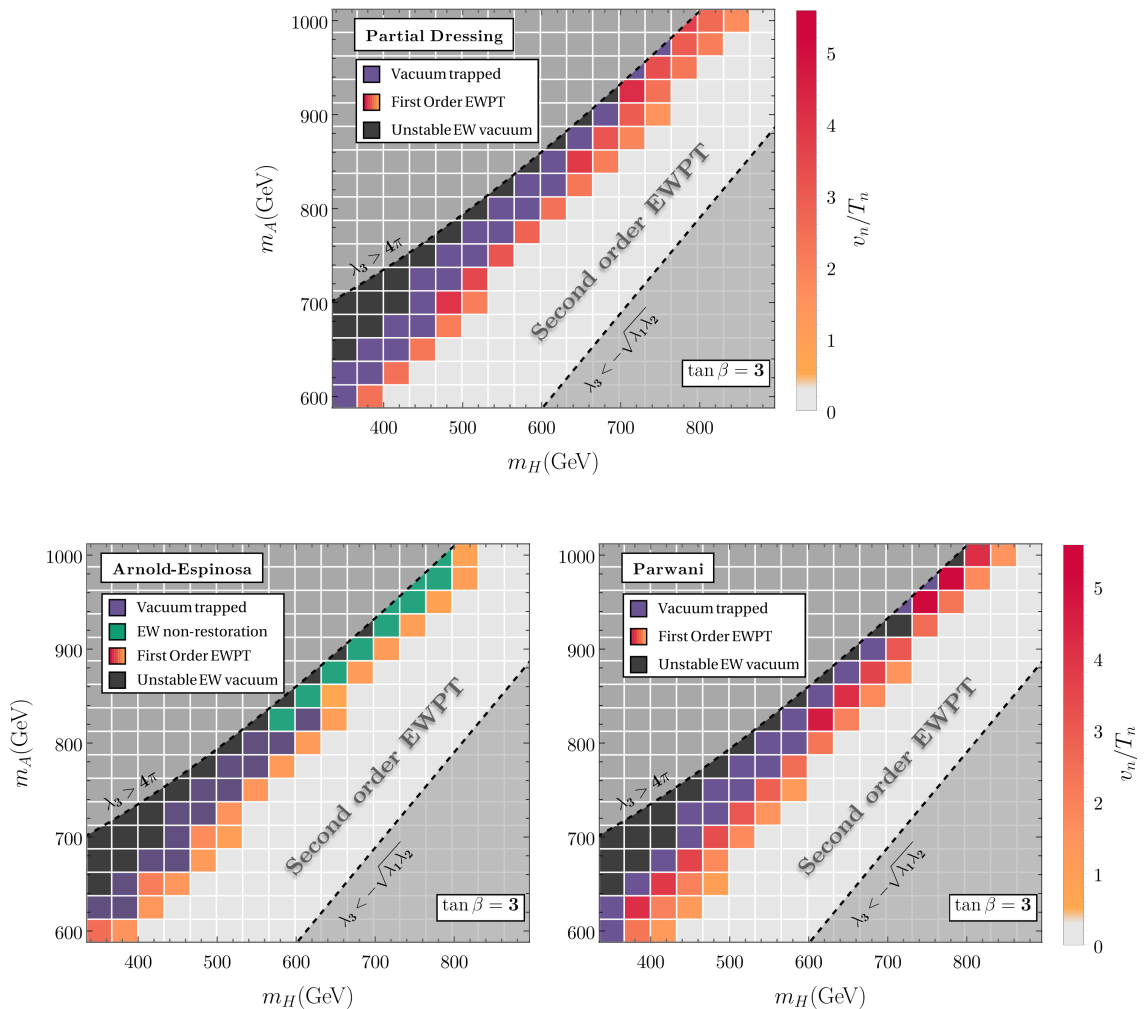 Partial Dressing
Vacuum trapped
First Order EWPT
Unstable EW vacuum
λ₃ > 4π
Second order EWPT
λ₃ < −√λ₁λ₂
tan β = 3
1000
900
800
700
600
m_A(GeV)
400
500
600
700
800
m_H(GeV)
5
4
3
2
1
0
v_n/T_n
Arnold-Espinosa
Vacuum trapped
EW non-restoration
First Order EWPT
Unstable EW vacuum
λ₃ > 4π
Second order EWPT
λ₃ < −√λ₁λ₂
tan β = 3
1000
900
800
700
600
m_A(GeV)
400
500
600
700
800
m_H(GeV)
Parwani
Vacuum trapped
First Order EWPT
Unstable EW vacuum
λ₃ > 4π
Second order EWPT
λ₃ < −√λ₁λ₂
tan β = 3
1000
900
800
700
600
400
500
600
700
800
m_H(GeV)
5
4
3
2
1
0
v_n/T_n